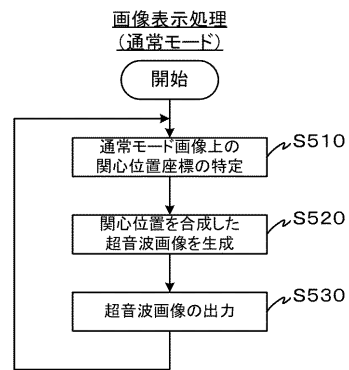 画像表示処理
(通常モード)
開始
通常モード画像上の
関心位置座標の特定
S510
関心位置を合成した
超音波画像を生成
S520
超音波画像の出力
S530